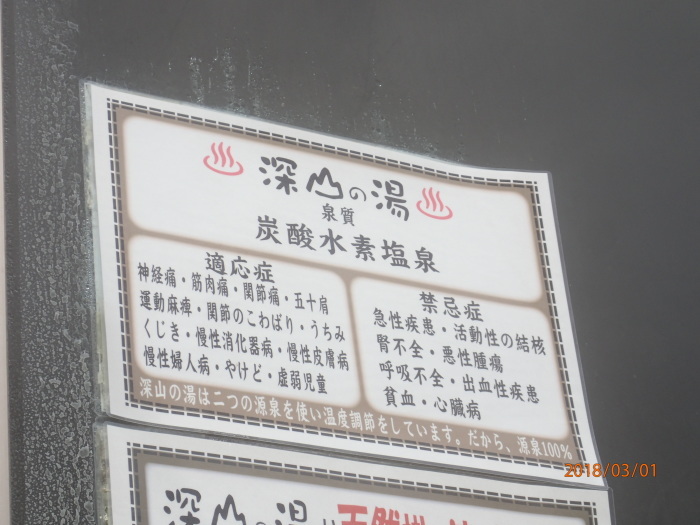 深山の湯
泉質
炭酸水素塩泉
適応症
神経痛・筋肉痛・関節痛・五十肩
運動麻痺・関節のこわばり・うちみ
くじき・慢性消化器病・慢性皮膚病
慢性婦人病・やけど・虚弱児童
禁忌症
急性疾患・活動性の結核
腎不全・悪性腫瘍
呼吸不全・出血性疾患
貧血・心臓病
深山の湯は二つの源泉を使い温度調節をしています。だから、源泉100%
深山の湯は天然
2018/03/01